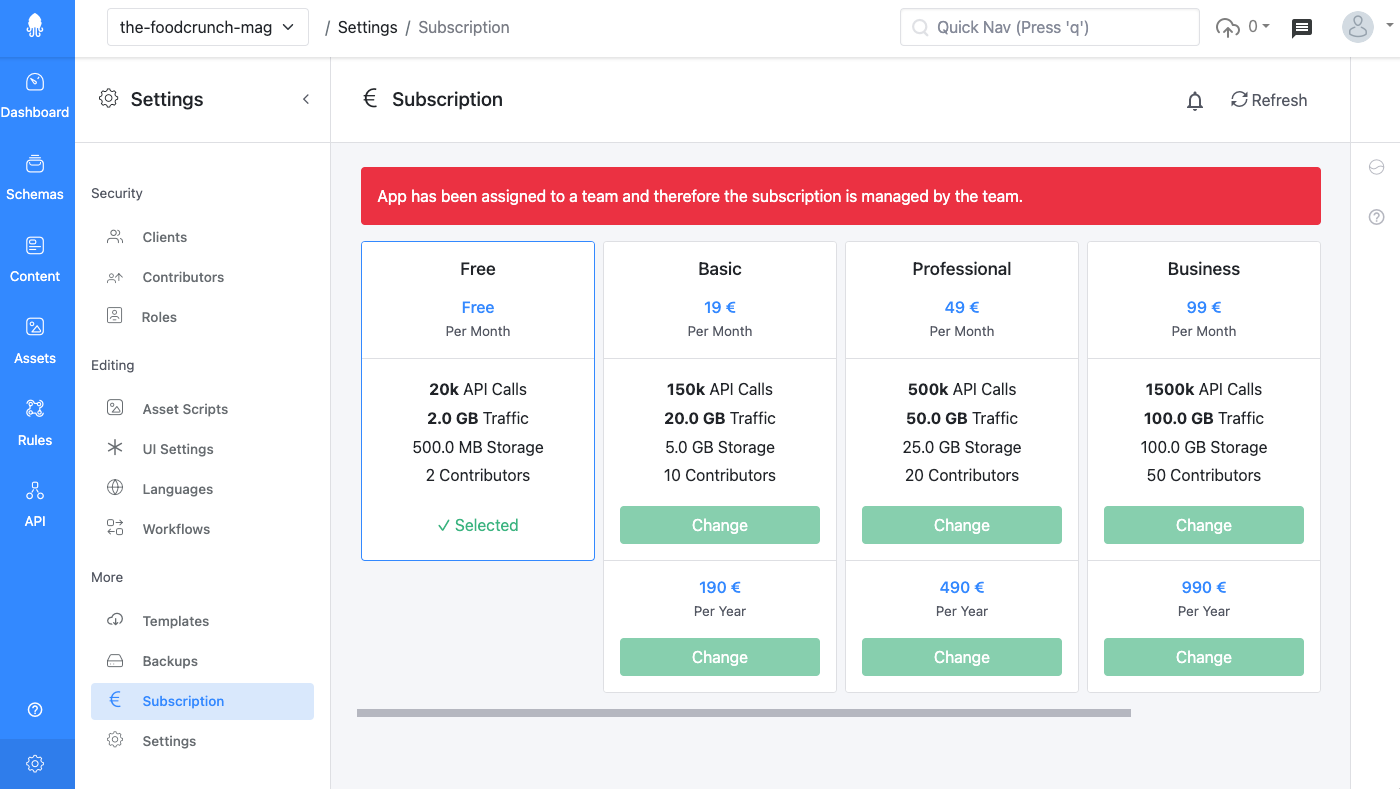 the-foodcrunch-mag
/ Settings / Subscription
Quick Nav (Press 'q')
0
Dashboard
Schemas
Content
Assets
Rules
API
Settings
Security
Clients
Contributors
Roles
Editing
Asset Scripts
UI Settings
Languages
Workflows
More
Templates
Backups
€ Subscription
Settings
€ Subscription
Refresh
App has been assigned to a team and therefore the subscription is managed by the team.
Free
Free
Per Month
20k API Calls
2.0 GB Traffic
500.0 MB Storage
2 Contributors
✓ Selected
Basic
19 €
Per Month
150k API Calls
20.0 GB Traffic
5.0 GB Storage
10 Contributors
Change
190 €
Per Year
Change
Professional
49 €
Per Month
500k API Calls
50.0 GB Traffic
25.0 GB Storage
20 Contributors
Change
490 €
Per Year
Change
Business
99 €
Per Month
1500k API Calls
100.0 GB Traffic
100.0 GB Storage
50 Contributors
Change
990 €
Per Year
Change